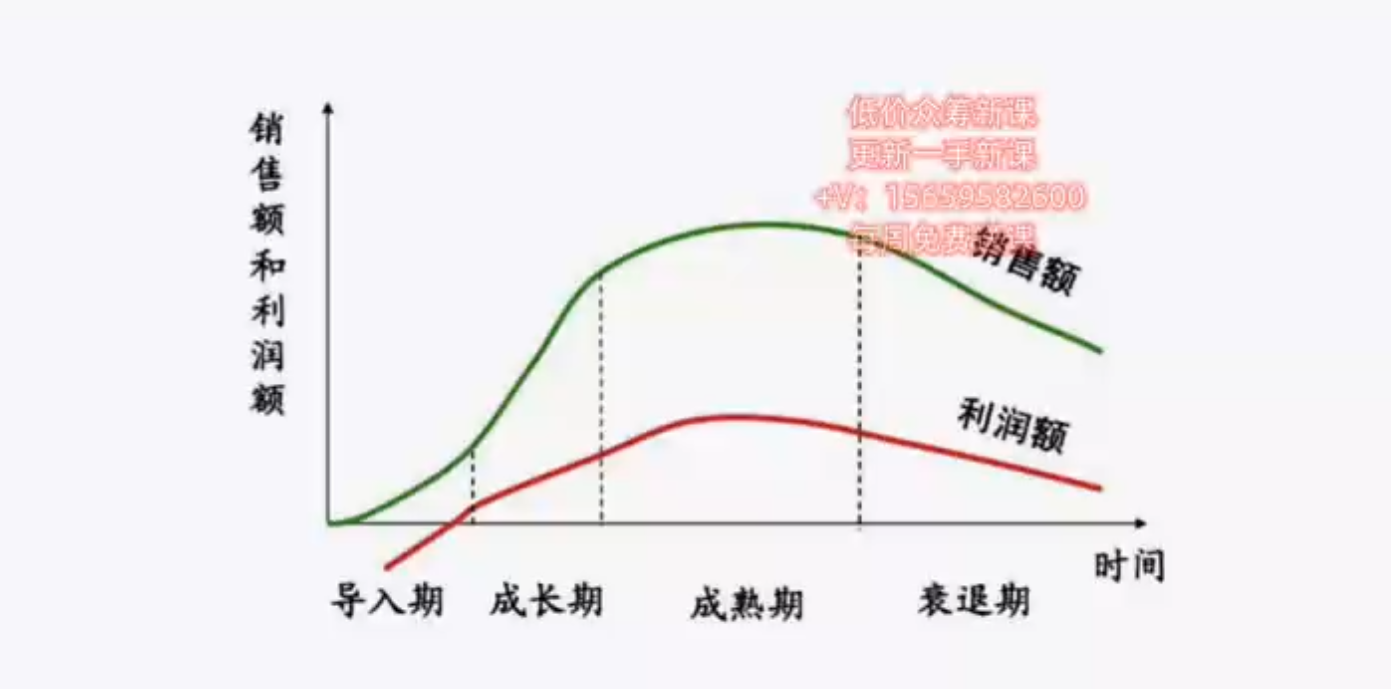 销售额和利润额
低价众筹新课
更新一手新课
+V：15659582600
每周免费新课
销售额
利润额
时间
导入期 成长期 成熟期 衰退期